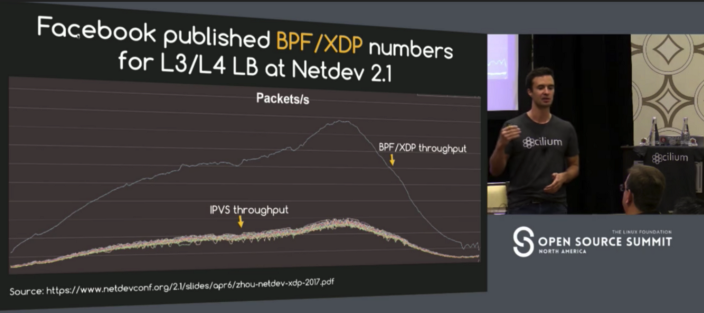 Facebook published BPF/XDP numbers
for L3/L4 LB at Netdev 2.1
Packets/s
BPF/XDP throughput
IPVS throughput
Source: https://www.netdevconf.org/2.1/slides/apr6/zhou-netdev-xdp-2017.pdf
cilium
cilium
THE LINUX FOUNDATION
OPEN SOURCE SUMMIT
NORTH AMERICA